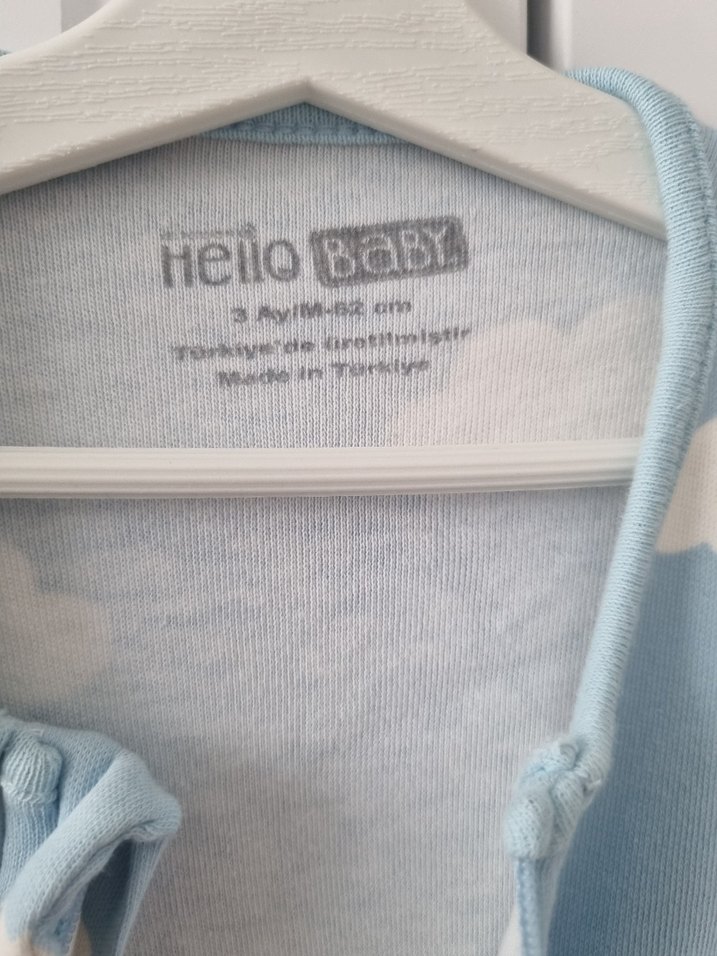 Hello BaBY
3 Ay/M-62 cm
Türkiye'de üretilmiştir
Made in Türkiye